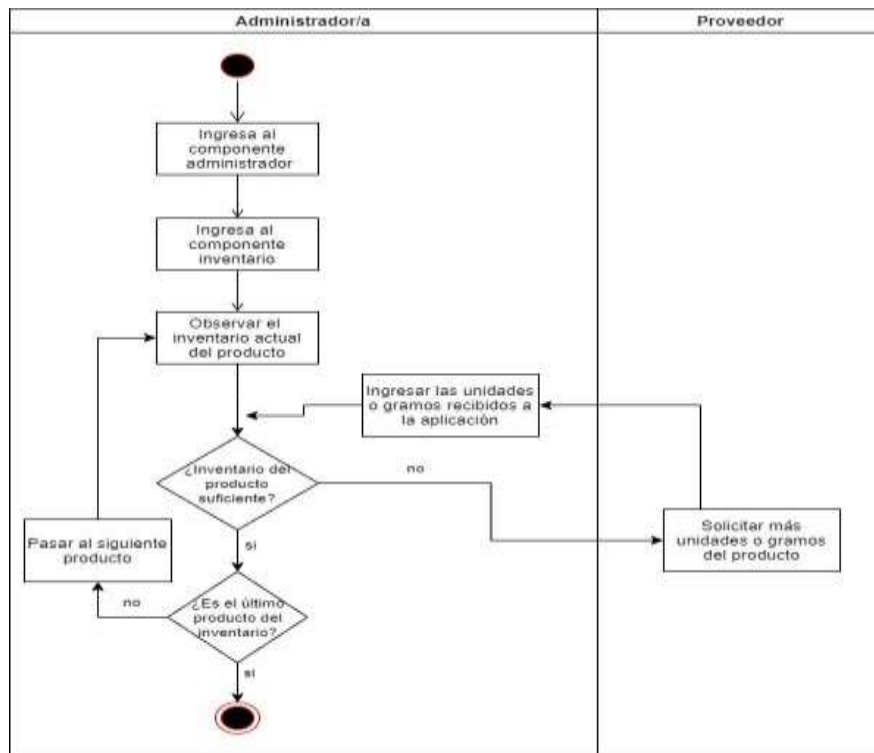 Administrador/a
Proveedor
Ingresa al
componente
administrador
Ingresa al
componente
inventario
Observar el
inventario actual
del producto
Ingresar las unidades
o gramos recibidos a
la aplicación
¿Inventario del
producto
suficiente?
no
Solicitar más
unidades o gramos
del producto
si
Pasar al siguiente
producto
no
¿Es el último
producto del
inventario?
si